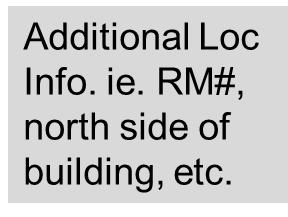 Additional Loc
Info. ie. RM#,
north side of
building, etc.